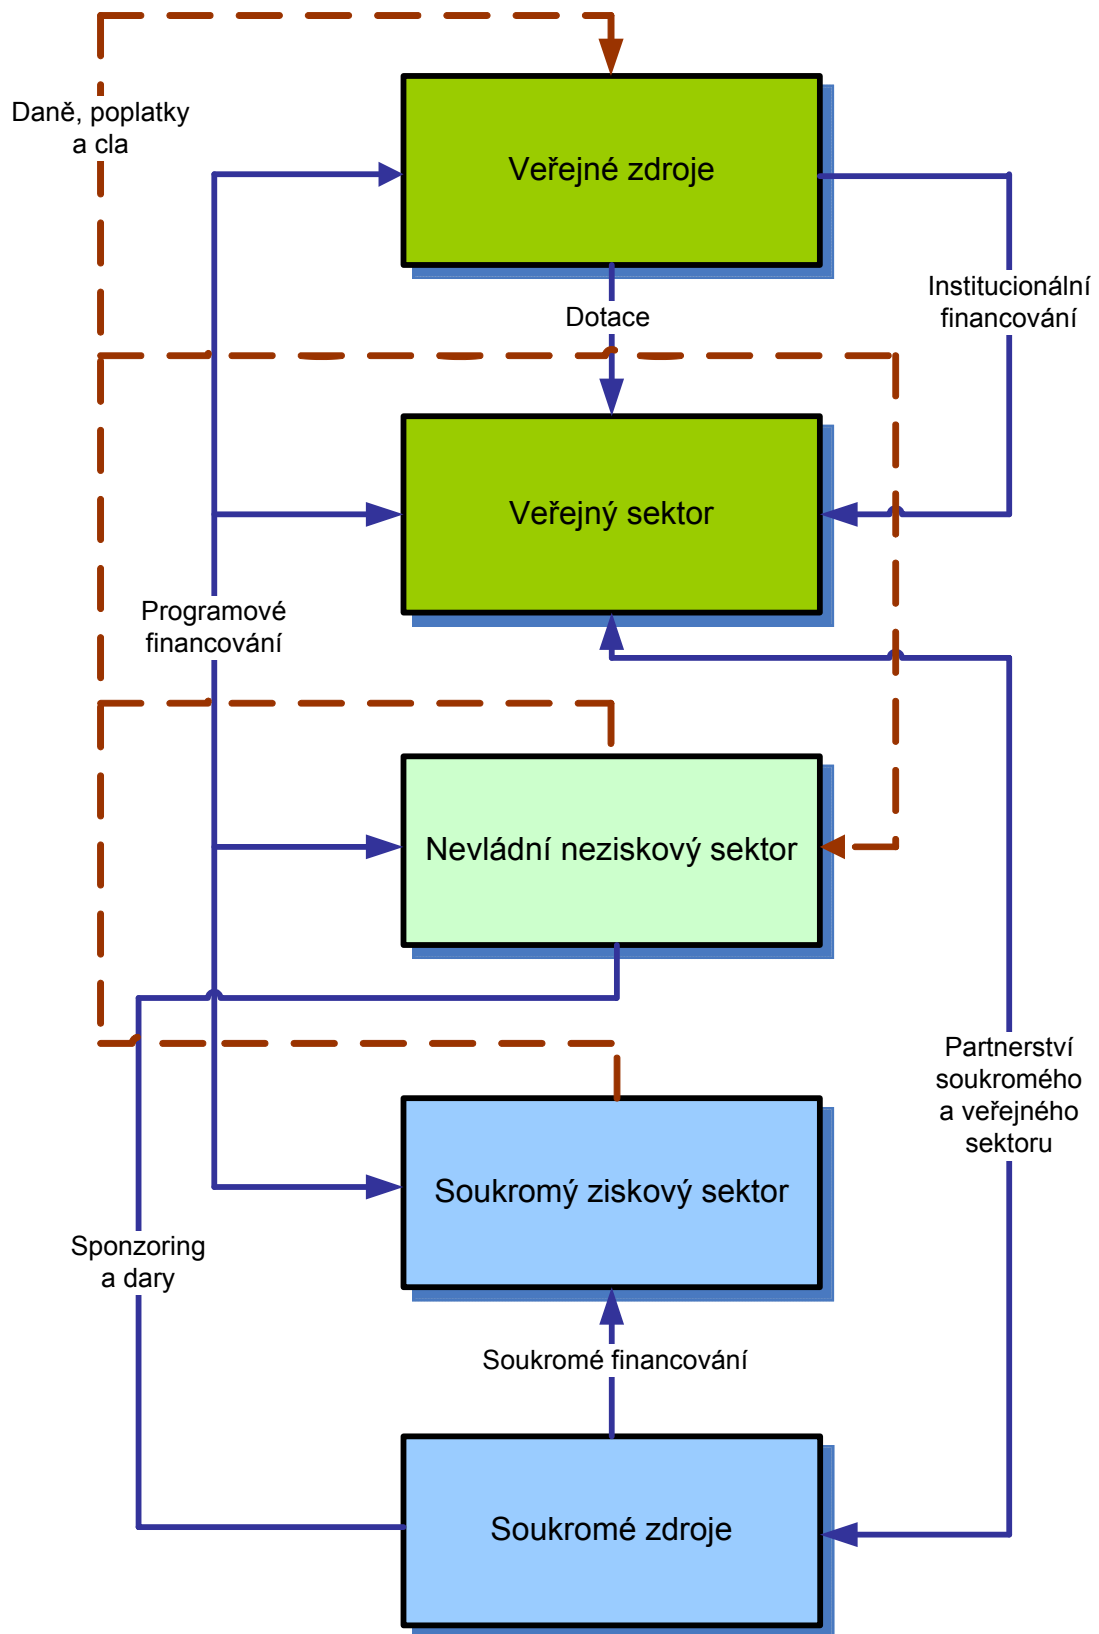 Daně, poplatky
a cla
Veřejné zdroje
Institucionální
financování
Dotace
Veřejný sektor
Programové
financování
Nevládní neziskový sektor
Partnerství
soukromého
a veřejného
sektoru
Soukromý ziskový sektor
Sponzoring
a dary
Soukromé financování
Soukromé zdroje